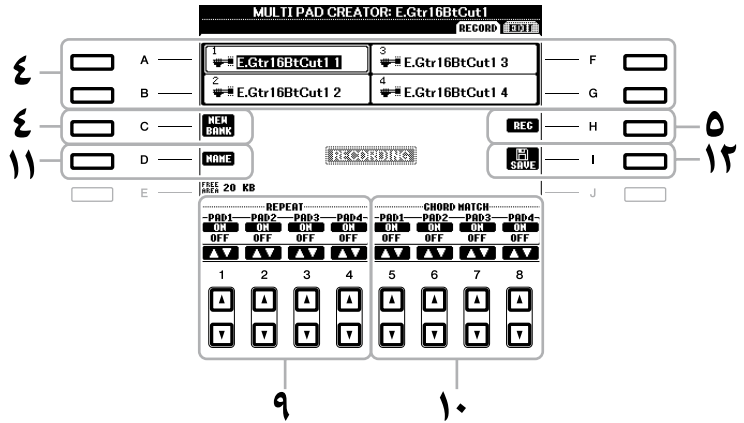 MULTI PAD CREATOR: E.Gtr16BtCut1
RECORD EDIT
٤ A 1 E.Gtr16BtCut1 1 3 E.Gtr16BtCut1 3 F
B 2 E.Gtr16BtCut1 2 4 E.Gtr16BtCut1 4 G
٤ C NEW BANK REC H ٥
١١ D NAME RECORDING SAVE I ١٢
E FREE AREA 20 KB J
REPEAT CHORD MATCH
PAD1 PAD2 PAD3 PAD4 PAD1 PAD2 PAD3 PAD4
ON ON ON ON ON ON ON ON
OFF OFF OFF OFF OFF OFF OFF OFF
1 2 3 4 5 6 7 8
٩ ١٠